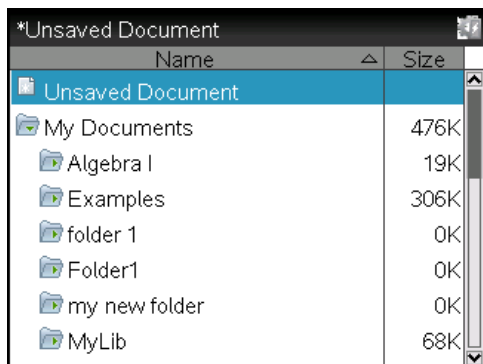 *Unsaved Document
Name Size
Unsaved Document
My Documents 476K
Algebra I 19K
Examples 306K
folder 1 0K
Folder1 0K
my new folder 0K
MyLib 68K